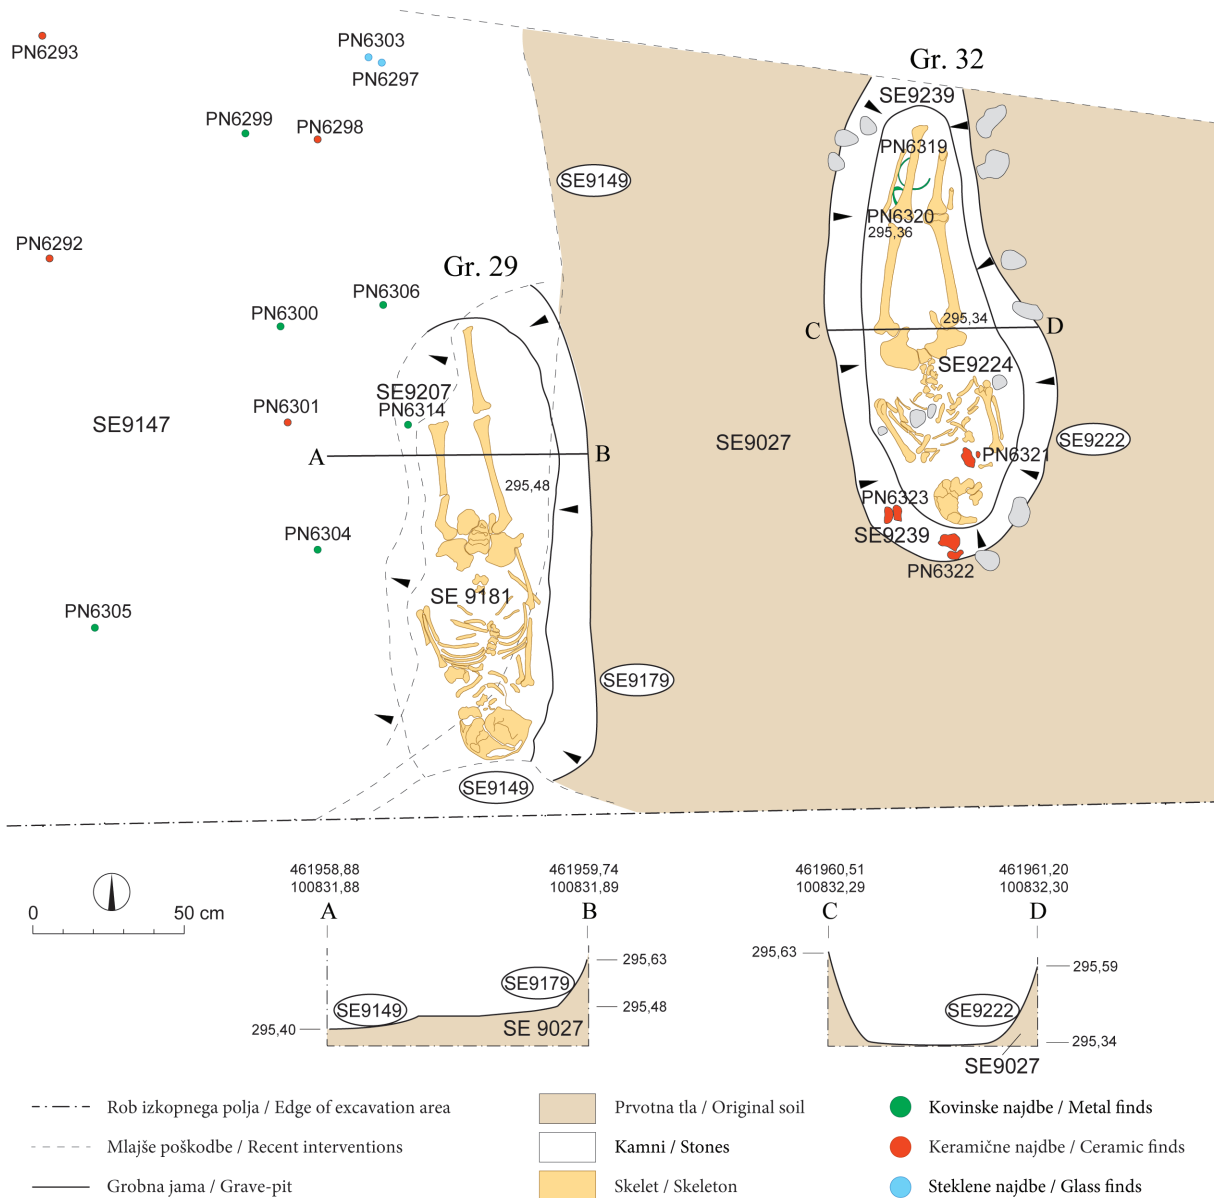 PN6293
PN6303
PN6297
PN6299
PN6298
Gr. 32
SE9239
PN6319
SE9149
PN6292
PN6320
295,36
Gr. 29
PN6306
PN6300
C
295,34
D
SE9224
SE9207
PN6314
PN6301
SE9147
SE9027
SE9222
A
B
PN6321
295,48
PN6323
SE9239
PN6322
PN6304
SE 9181
PN6305
SE9179
SE9149
461958,88
100831,88
A
461959,74
100831,89
B
461960,51
100832,29
C
461961,20
100832,30
D
0 50 cm
295,63
295,63
295,59
SE9179
SE9149
295,48
SE9222
295,40
SE 9027
295,34
SE9027
Rob izkopnega polja / Edge of excavation area
Prvotna tla / Original soil
Kovinske najdbe / Metal finds
Mlajše poškodbe / Recent interventions
Kamni / Stones
Keramične najdbe / Ceramic finds
Grobna jama / Grave-pit
Skelet / Skeleton
Steklene najdbe / Glass finds